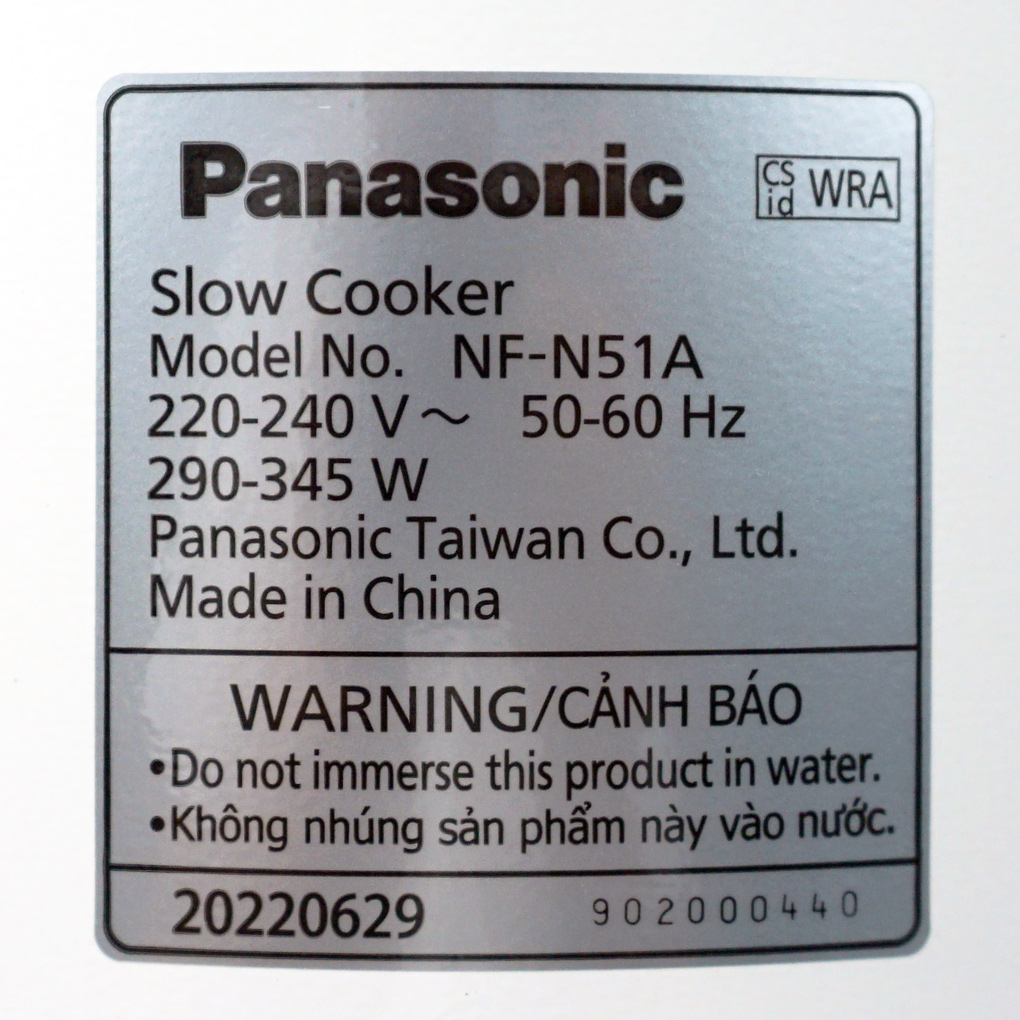 Panasonic
CS
id
WRA
Slow Cooker
Model No. NF-N51A
220-240 V～ 50-60 Hz
290-345 W
Panasonic Taiwan Co., Ltd.
Made in China
WARNING/CẢNH BÁO
•Do not immerse this product in water.
•Không nhúng sản phẩm này vào nước.
20220629 902000440